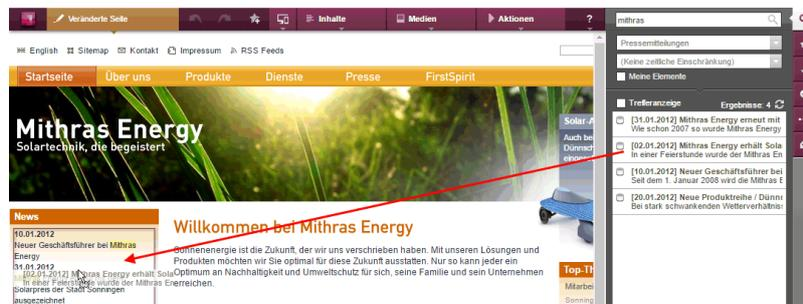 Veränderte Seite
Inhalte
Medien
Aktionen
?
mithras
English
Sitemap
Kontakt
Impressum
RSS Feeds
Pressemitteilungen
(Keine zeitliche Einschränkung)
Meine Elemente
Startseite
Über uns
Produkte
Dienste
Presse
FirstSpirit
Trefferanzeige
Ergebnisse: 4
[31.01.2012] Mithras Energy erneut mit
Wie schon 2007 so wurde Mithras Energy
[02.01.2012] Mithras Energy erhält Sola
In einer Feierstunde wurde der Mithras En
[10.01.2012] Neuer Geschäftsführer bei
Seit dem 1. Januar 2008 wird die Mithras E
[20.01.2012] Neue Produktreihe / Dünn
Bei stark schwankenden Wetterverhältnis
Mithras Energy
Solartechnik, die begeistert
Solar-A
Auch bei
Dünnsch
News
10.01.2012
Neuer Geschäftsführer bei Mithras
Energy
31.01.2012
[02.01.2012] Mithras Energy erhält Sola
In einer Feierstunde wurde der Mithras En
Solarpreis der Stadt Sonningen
ausgezeichnet
Willkommen bei Mithras Energy
Sonnenenergie ist die Zukunft, der wir uns verschrieben haben. Mit unseren Lösungen und
Produkten möchten wir Sie optimal für diese Zukunft ausstatten. Nur so kann jeder ein
Optimum an Nachhaltigkeit und Umweltschutz für sich, seine Familie und sein Unternehmen
erreichen.
Top-Th
Mitarbei
Sonning